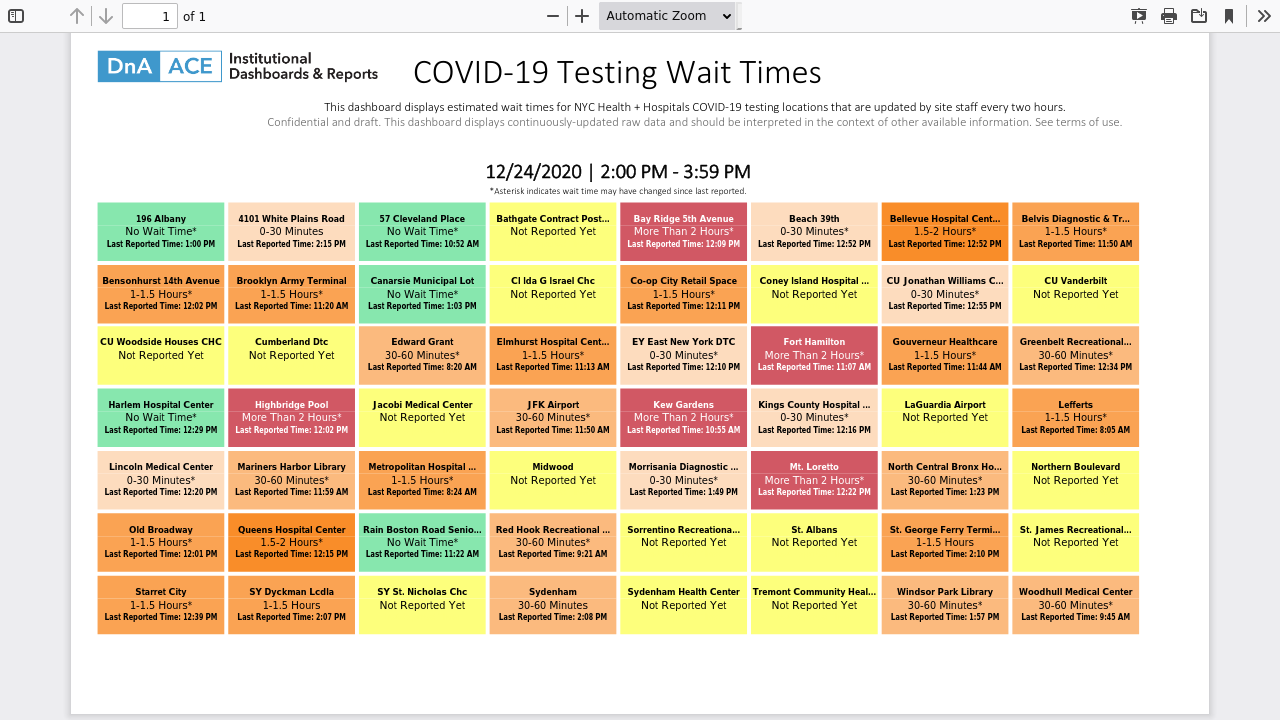 1 of 1 Automatic Zoom
DnA ACE Institutional
Dashboards & Reports
COVID-19 Testing Wait Times
This dashboard displays estimated wait times for NYC Health + Hospitals COVID-19 testing locations that are updated by site staff every two hours.
Confidential and draft. This dashboard displays continuously-updated raw data and should be interpreted in the context of other available information. See terms of use.
12/24/2020 | 2:00 PM - 3:59 PM
*Asterisk indicates wait time may have changed since last reported.
196 Albany
No Wait Time*
Last Reported Time: 1:00 PM
4101 White Plains Road
0-30 Minutes
Last Reported Time: 2:15 PM
57 Cleveland Place
No Wait Time*
Last Reported Time: 10:52 AM
Bathgate Contract Post...
Not Reported Yet
Bay Ridge 5th Avenue
More Than 2 Hours*
Last Reported Time: 12:09 PM
Beach 39th
0-30 Minutes*
Last Reported Time: 12:52 PM
Bellevue Hospital Cent...
1.5-2 Hours*
Last Reported Time: 12:52 PM
Belvis Diagnostic & Tr...
1-1.5 Hours*
Last Reported Time: 11:50 AM
Bensonhurst 14th Avenue
1-1.5 Hours*
Last Reported Time: 12:02 PM
Brooklyn Army Terminal
1-1.5 Hours*
Last Reported Time: 11:20 AM
Canarsie Municipal Lot
No Wait Time*
Last Reported Time: 1:03 PM
CI Ida G Israel Chc
Not Reported Yet
Co-op City Retail Space
1-1.5 Hours*
Last Reported Time: 12:11 PM
Coney Island Hospital ...
Not Reported Yet
CU Jonathan Williams C...
0-30 Minutes*
Last Reported Time: 12:55 PM
CU Vanderbilt
Not Reported Yet
CU Woodside Houses CHC
Not Reported Yet
Cumberland Dtc
Not Reported Yet
Edward Grant
30-60 Minutes*
Last Reported Time: 8:20 AM
Elmhurst Hospital Cent...
1-1.5 Hours*
Last Reported Time: 11:13 AM
EY East New York DTC
0-30 Minutes*
Last Reported Time: 12:10 PM
Fort Hamilton
More Than 2 Hours*
Last Reported Time: 11:07 AM
Gouverneur Healthcare
1-1.5 Hours*
Last Reported Time: 11:44 AM
Greenbelt Recreational...
30-60 Minutes*
Last Reported Time: 12:34 PM
Harlem Hospital Center
No Wait Time*
Last Reported Time: 12:29 PM
Highbridge Pool
More Than 2 Hours*
Last Reported Time: 12:02 PM
Jacobi Medical Center
Not Reported Yet
JFK Airport
30-60 Minutes*
Last Reported Time: 11:50 AM
Kew Gardens
More Than 2 Hours*
Last Reported Time: 10:55 AM
Kings County Hospital ...
0-30 Minutes*
Last Reported Time: 12:16 PM
LaGuardia Airport
Not Reported Yet
Lefferts
1-1.5 Hours*
Last Reported Time: 8:05 AM
Lincoln Medical Center
0-30 Minutes*
Last Reported Time: 12:20 PM
Mariners Harbor Library
30-60 Minutes*
Last Reported Time: 11:59 AM
Metropolitan Hospital ...
1-1.5 Hours*
Last Reported Time: 8:24 AM
Midwood
Not Reported Yet
Morrisania Diagnostic ...
0-30 Minutes*
Last Reported Time: 1:49 PM
Mt. Loretto
More Than 2 Hours*
Last Reported Time: 12:22 PM
North Central Bronx Ho...
30-60 Minutes*
Last Reported Time: 1:23 PM
Northern Boulevard
Not Reported Yet
Old Broadway
1-1.5 Hours*
Last Reported Time: 12:01 PM
Queens Hospital Center
1.5-2 Hours*
Last Reported Time: 12:15 PM
Rain Boston Road Senio...
No Wait Time*
Last Reported Time: 11:22 AM
Red Hook Recreational ...
30-60 Minutes*
Last Reported Time: 9:21 AM
Sorrentino Recreationa...
Not Reported Yet
St. Albans
Not Reported Yet
St. George Ferry Termi...
1-1.5 Hours
Last Reported Time: 2:10 PM
St. James Recreational...
Not Reported Yet
Starret City
1-1.5 Hours*
Last Reported Time: 12:39 PM
SY Dyckman Lcdla
1-1.5 Hours
Last Reported Time: 2:07 PM
SY St. Nicholas Chc
Not Reported Yet
Sydenham
30-60 Minutes
Last Reported Time: 2:08 PM
Sydenham Health Center
Not Reported Yet
Tremont Community Heal...
Not Reported Yet
Windsor Park Library
30-60 Minutes*
Last Reported Time: 1:57 PM
Woodhull Medical Center
30-60 Minutes*
Last Reported Time: 9:45 AM